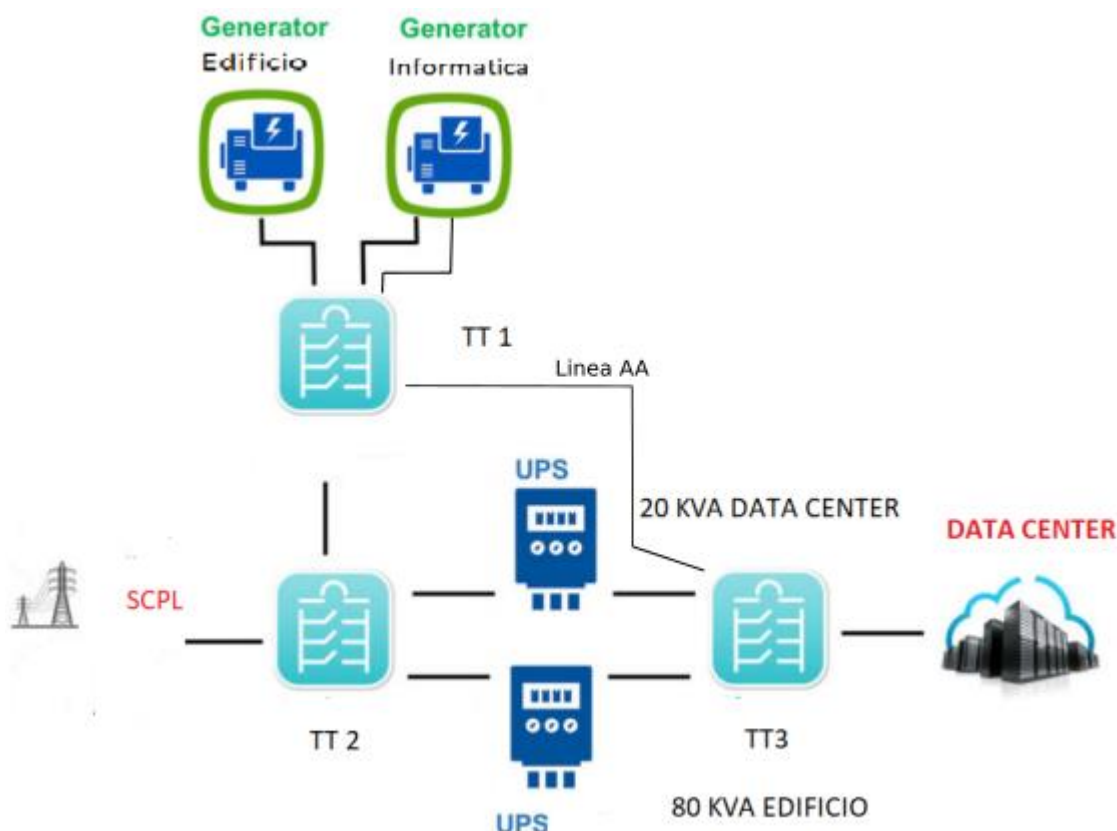 Generator
Edificio
Generator
Informatica
TT 1
Linea AA
UPS
20 KVA DATA CENTER
DATA CENTER
SCPL
TT 2
TT3
80 KVA EDIFICIO
UPS